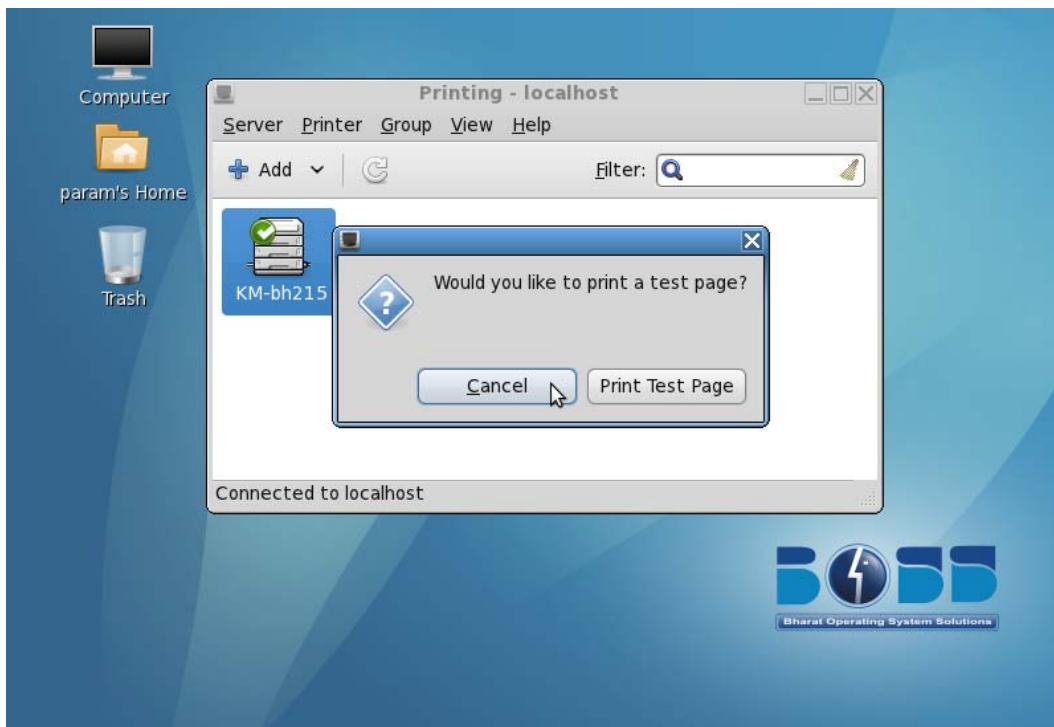 Computer
param's Home
Trash
Printing - localhost
Server Printer Group View Help
Add
Filter:
KM-bh215
Would you like to print a test page?
Cancel
Print Test Page
Connected to localhost
BOSS
Bharat Operating System Solutions